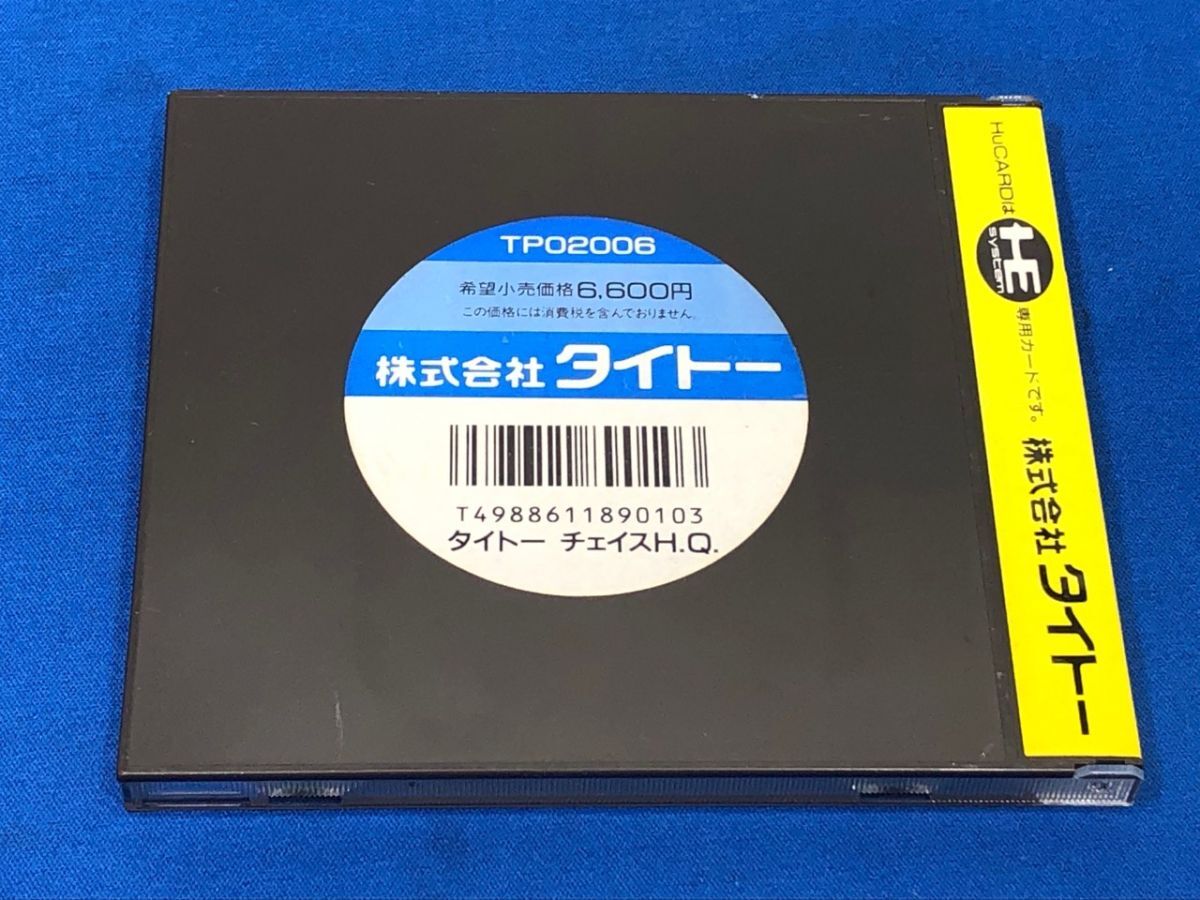 TP02006
希望小売価格6,600円
この価格には消費税を含んでおりません。
株式会社 タイトー
T4988611890103
タイトー チェイスH.Q.
HuCARDは HE system 専用カードです。 株式会社 タイトー